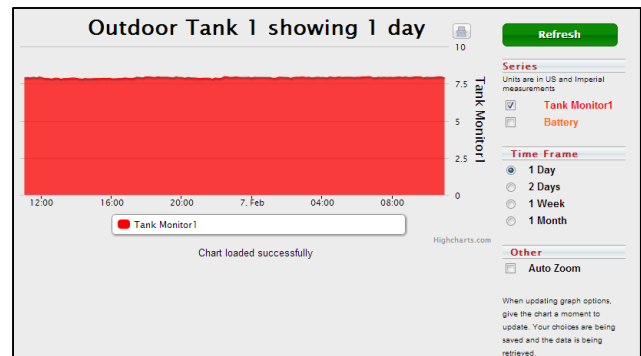 Outdoor Tank 1 showing 1 day
10
7.5
5
2.5
0
Tank Monitor1
12:00 16:00 20:00 7. Feb 04:00 08:00
Tank Monitor1
Highcharts.com
Chart loaded successfully
Refresh
Series
Units are in US and Imperial
measurements
Tank Monitor1
Battery
Time Frame
1 Day
2 Days
1 Week
1 Month
Other
Auto Zoom
When updating graph options,
give the chart a moment to
update. Your choices are being
saved and the data is being
retrieved.